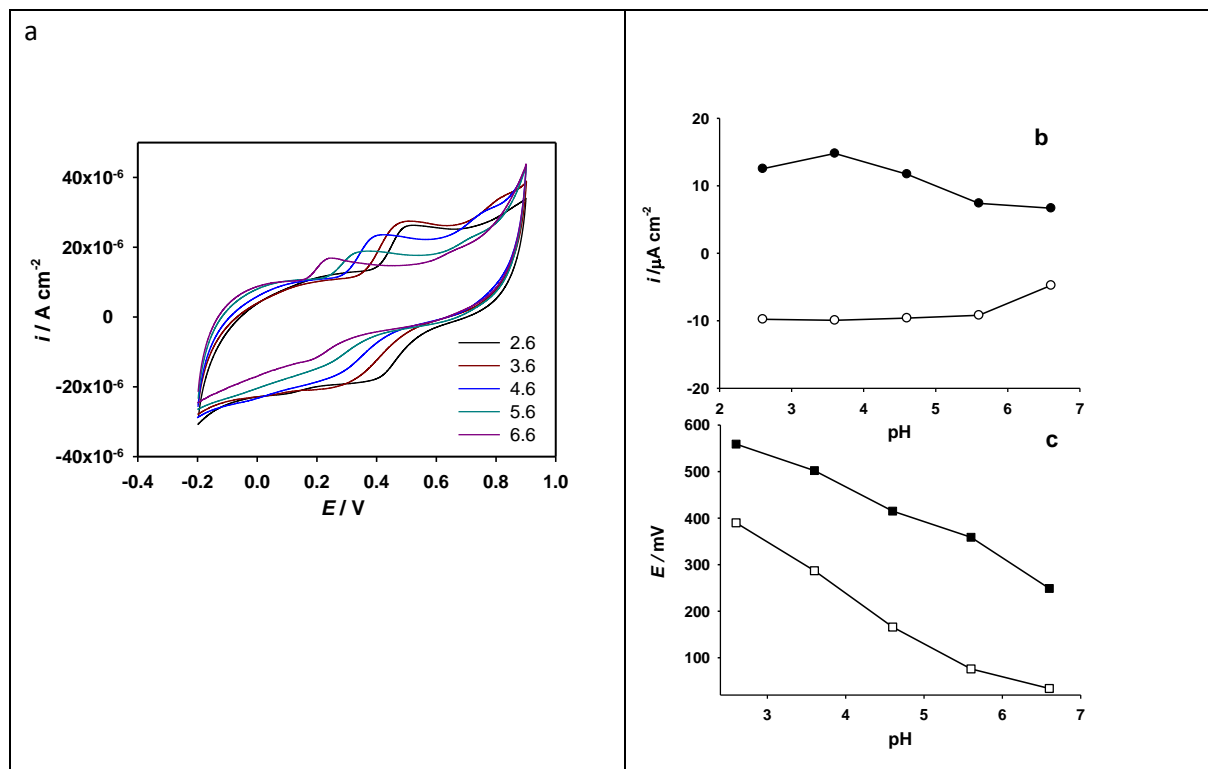 a
40x10⁻⁶
20x10⁻⁶
0
-20x10⁻⁶
-40x10⁻⁶
i / A cm⁻²
2.6
3.6
4.6
5.6
6.6
-0.4 -0.2 0.0 0.2 0.4 0.6 0.8 1.0
E / V
b
20
10
0
-10
-20
i /µA cm⁻²
2 3 4 5 6 7
pH
c
600
500
400
300
200
100
E / mV
3 4 5 6 7
pH